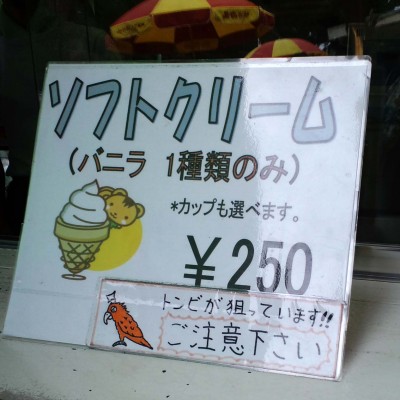 ソフトクリーム
(バニラ 1種類のみ)
*カップも選べます。
¥250
トンビが狙っています!!
ご注意下さい